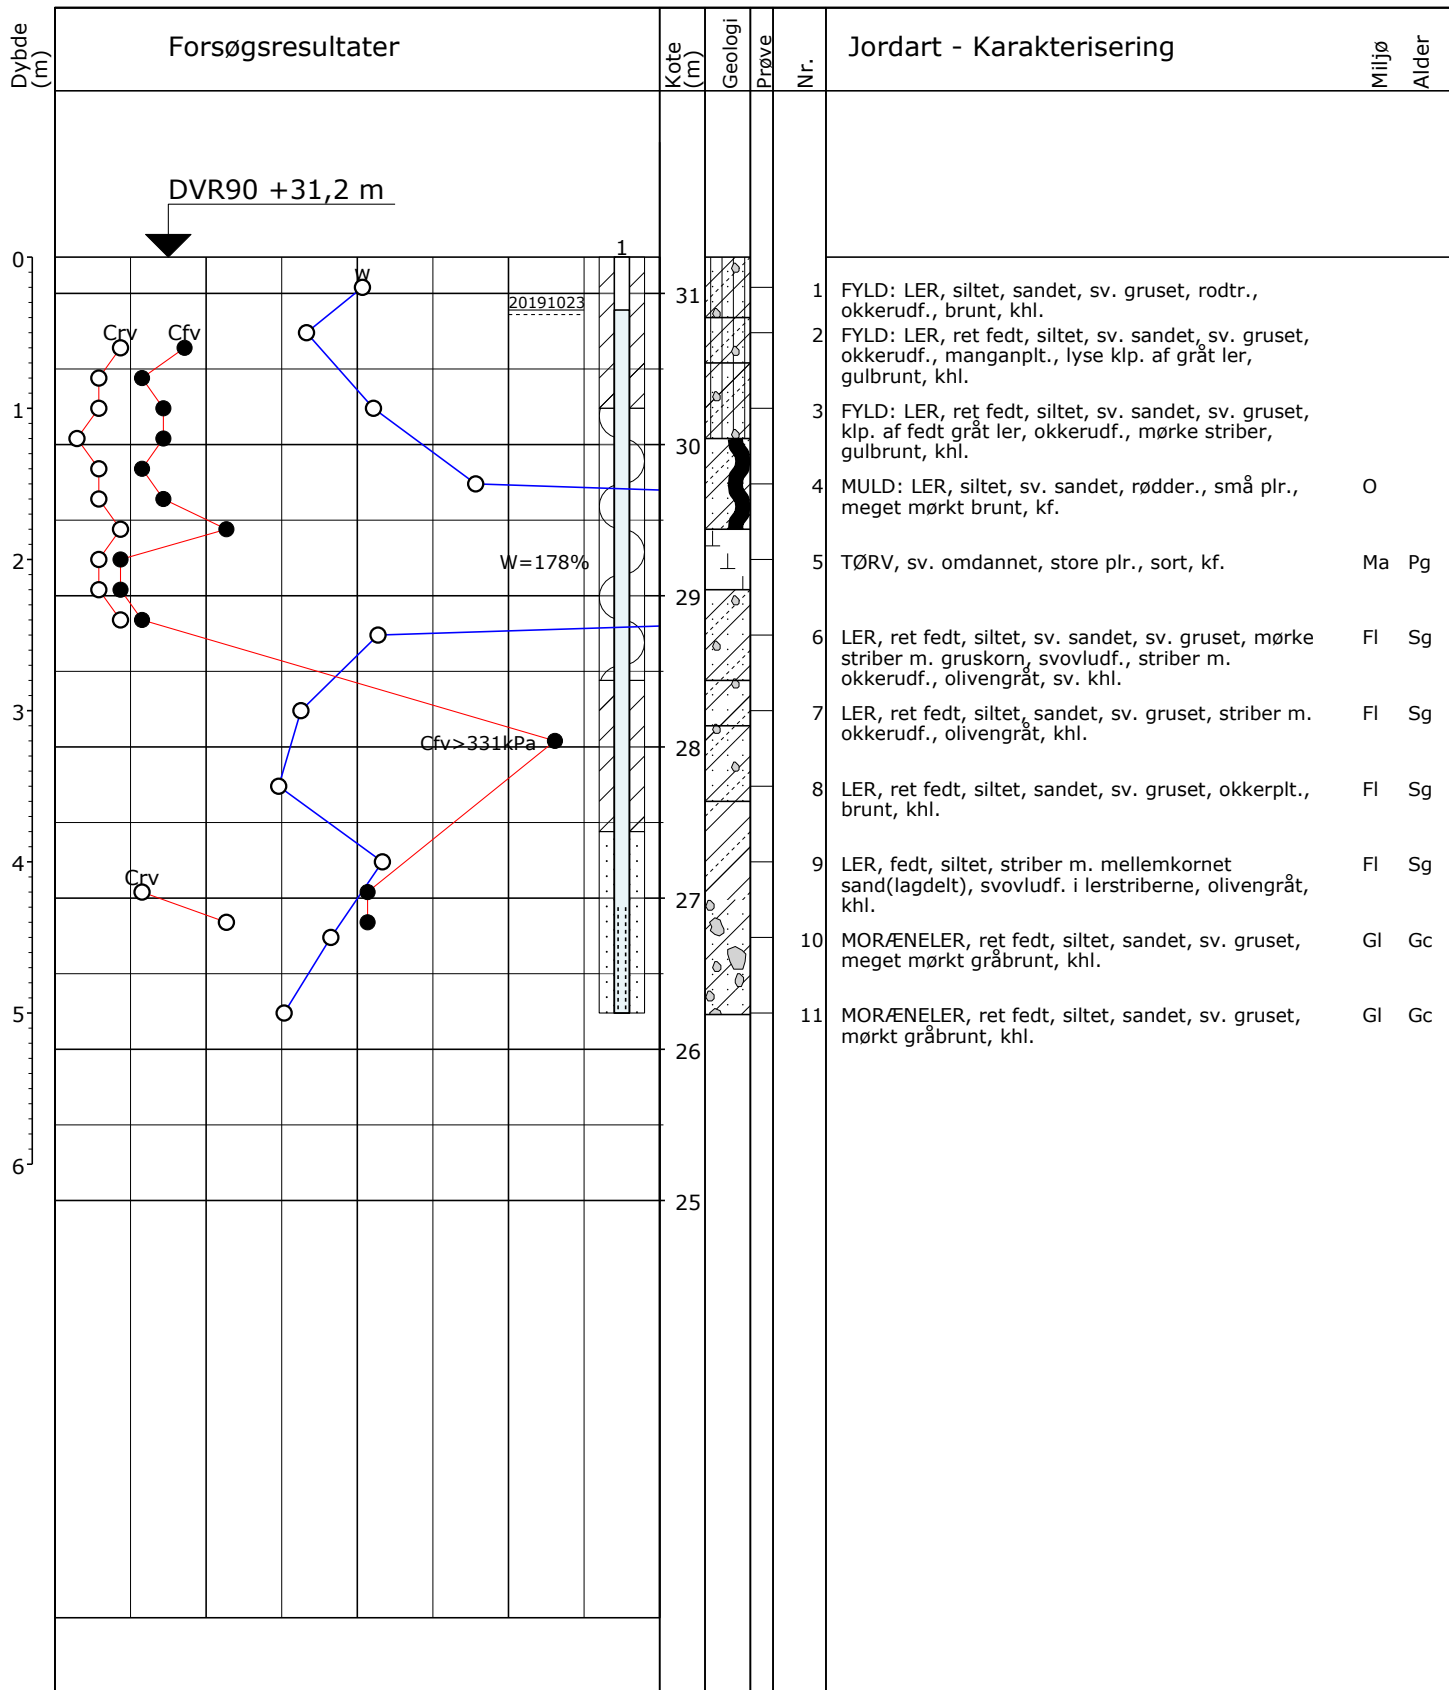 Dybde
(m)
Forsøgsresultater
Kote
(m)
Geologi
Prøve
Nr.
Jordart - Karakterisering
Miljø
Alder
DVR90 +31,2 m
0
1
2
3
4
5
6
W
Crv
Cfv
20191023
1
W=178%
Cfv>331kPa
Crv
31
30
29
28
27
26
25
1 FYLD: LER, siltet, sandet, sv. gruset, rodtr.,
okkerudf., brunt, khl.
2 FYLD: LER, ret fedt, siltet, sv. sandet, sv. gruset,
okkerudf., manganplt., lyse klp. af gråt ler,
gulbrunt, khl.
3 FYLD: LER, ret fedt, siltet, sv. sandet, sv. gruset,
klp. af fedt gråt ler, okkerudf., mørke striber,
gulbrunt, khl.
4 MULD: LER, siltet, sv. sandet, rødder., små plr., O
meget mørkt brunt, kf.
5 TØRV, sv. omdannet, store plr., sort, kf. Ma Pg
6 LER, ret fedt, siltet, sv. sandet, sv. gruset, mørke Fl Sg
striber m. gruskorn, svovludf., striber m.
okkerudf., olivengråt, sv. khl.
7 LER, ret fedt, siltet, sandet, sv. gruset, striber m. Fl Sg
okkerudf., olivengråt, khl.
8 LER, ret fedt, siltet, sandet, sv. gruset, okkerplt., Fl Sg
brunt, khl.
9 LER, fedt, siltet, striber m. mellemkornet Fl Sg
sand(lagdelt), svovludf. i lerstriberne, olivengråt,
khl.
10 MORÆNELER, ret fedt, siltet, sandet, sv. gruset, Gl Gc
meget mørkt gråbrunt, khl.
11 MORÆNELER, ret fedt, siltet, sandet, sv. gruset, Gl Gc
mørkt gråbrunt, khl.